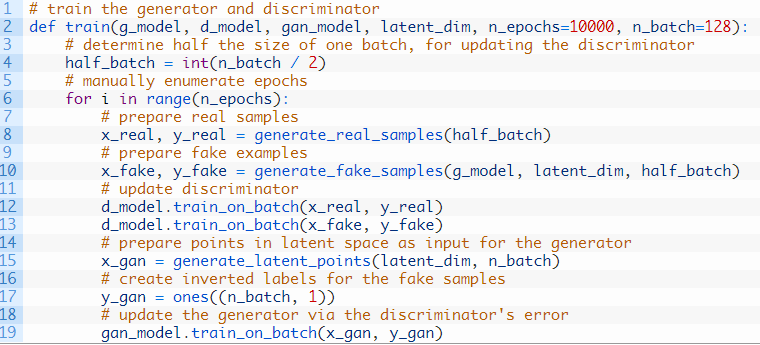 1 # train the generator and discriminator
2 def train(g_model, d_model, gan_model, latent_dim, n_epochs=10000, n_batch=128):
3     # determine half the size of one batch, for updating the discriminator
4     half_batch = int(n_batch / 2)
5     # manually enumerate epochs
6     for i in range(n_epochs):
7         # prepare real samples
8         x_real, y_real = generate_real_samples(half_batch)
9         # prepare fake examples
10         x_fake, y_fake = generate_fake_samples(g_model, latent_dim, half_batch)
11         # update discriminator
12         d_model.train_on_batch(x_real, y_real)
13         d_model.train_on_batch(x_fake, y_fake)
14         # prepare points in latent space as input for the generator
15         x_gan = generate_latent_points(latent_dim, n_batch)
16         # create inverted labels for the fake samples
17         y_gan = ones((n_batch, 1))
18         # update the generator via the discriminator's error
19         gan_model.train_on_batch(x_gan, y_gan)